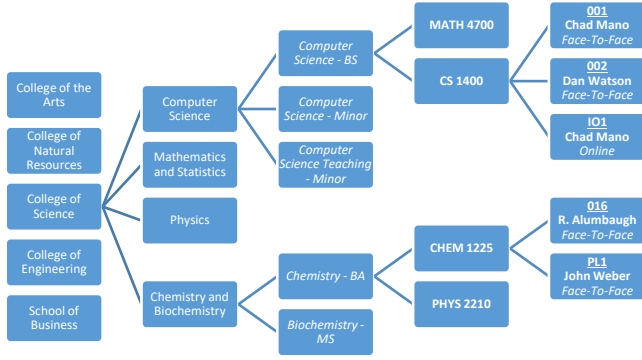 College of the
Arts
College of
Natural
Resources
College of
Science
College of
Engineering
School of
Business
Computer
Science
Mathematics
and Statistics
Physics
Chemistry and
Biochemistry
Computer
Science - BS
Computer
Science - Minor
Computer
Science Teaching -
Minor
Chemistry - BA
Biochemistry -
MS
MATH 4700
CS 1400
CHEM 1225
PHYS 2210
001
Chad Mano
Face-To-Face
002
Dan Watson
Face-To-Face
IO1
Chad Mano
Online
016
R. Alumbaugh
Face-To-Face
PL1
John Weber
Face-To-Face